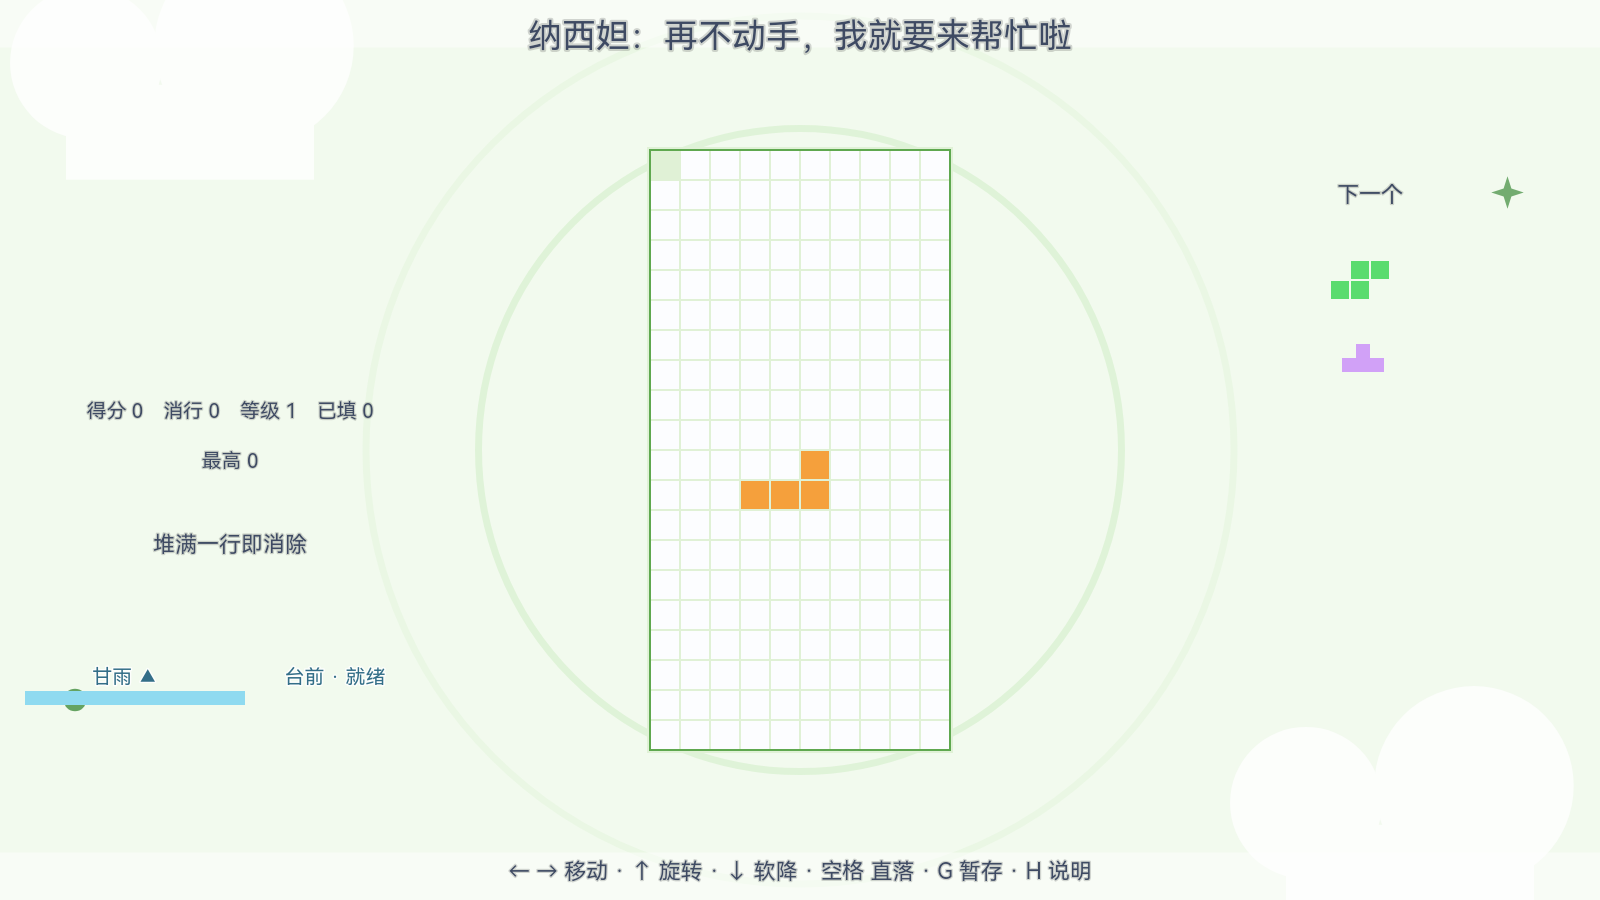 纳西妲：再不动手，我就要来帮忙啦
下一个
得分 0 消行 0 等级 1 已填 0
最高 0
堆满一行即消除
甘雨 ▲ 台前 · 就绪
← → 移动 · ↑ 旋转 · ↓ 软降 · 空格 直落 · G 暂存 · H 说明